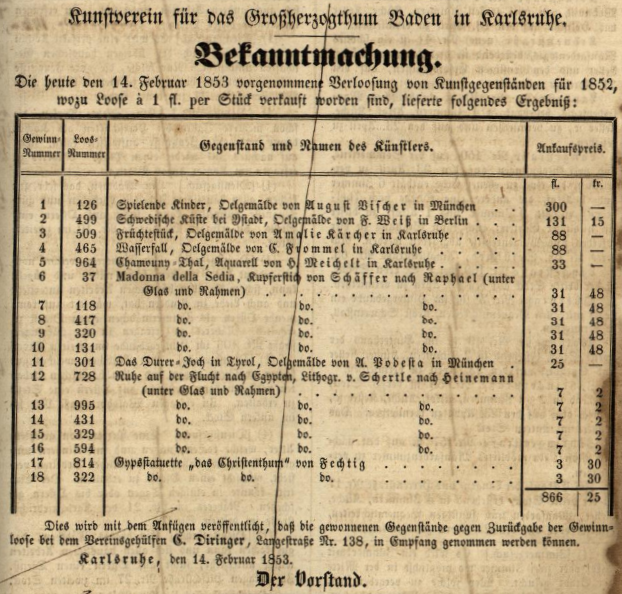 Kunstverein für das Großherzogthum Baden in Karlsruhe.
Bekanntmachung.
Die heute den 14. Februar 1853 vorgenommene Verloosung von Kunstgegenständen für 1852,
wozu Loose à 1 fl. per Stück verkauft worden sind, lieferte folgendes Ergebniß:
Gewinn-Nummer Loos-Nummer Gegenstand und Namen des Künstlers. Ankaufspreis.
fl. kr.
1 126 Spielende Kinder, Oelgemälde von August Vischer in München . . 300 —
2 499 Schwedische Küste bei Ystadt, Oelgemälde von F. Weiß in Berlin . . . 131 15
3 509 Früchtestück, Oelgemälde von Amalie Kärcher in Karlsruhe . . . . . 88 —
4 465 Wasserfall, Oelgemälde von C. Frommel in Karlsruhe . . . . . . 88 —
5 964 Chamouny-Thal, Aquarell von H. Meichelt in Karlsruhe . . . . . 33 —
6 37 Madonna della Sedia, Kupferstich von Schäffer nach Raphael (unter
Glas und Rahmen) . . . . . . . . . . . . 31 48
7 118 do. do. do. 31 48
8 417 do. do. do. 31 48
9 320 do. do. do. 31 48
10 131 do. do. do. 31 48
11 301 Das Durer-Joch in Tyrol, Oelgemälde von A. Podesta in München . 25 —
12 728 Ruhe auf der Flucht nach Egypten, Lithogr. v. Schertle nach Heinemann
(unter Glas und Rahmen) . . . . . . . . . . 7 2
13 995 do. do. do. 7 2
14 431 do. do. do. 7 2
15 329 do. do. do. 7 2
16 594 do. do. do. 7 2
17 814 Gypsstatuette „das Christenthum“ von Fechtig . . . . . . . 3 30
18 322 do. do. do. 3 30
866 25
Dies wird mit dem Anfügen veröffentlicht, daß die gewonnenen Gegenstände gegen Zurückgabe der Gewinn-
loose bei dem Vereinsgehülfen C. Diringer, Langestraße Nr. 138, in Empfang genommen werden können.
Karlsruhe, den 14. Februar 1853.
Der Vorstand.